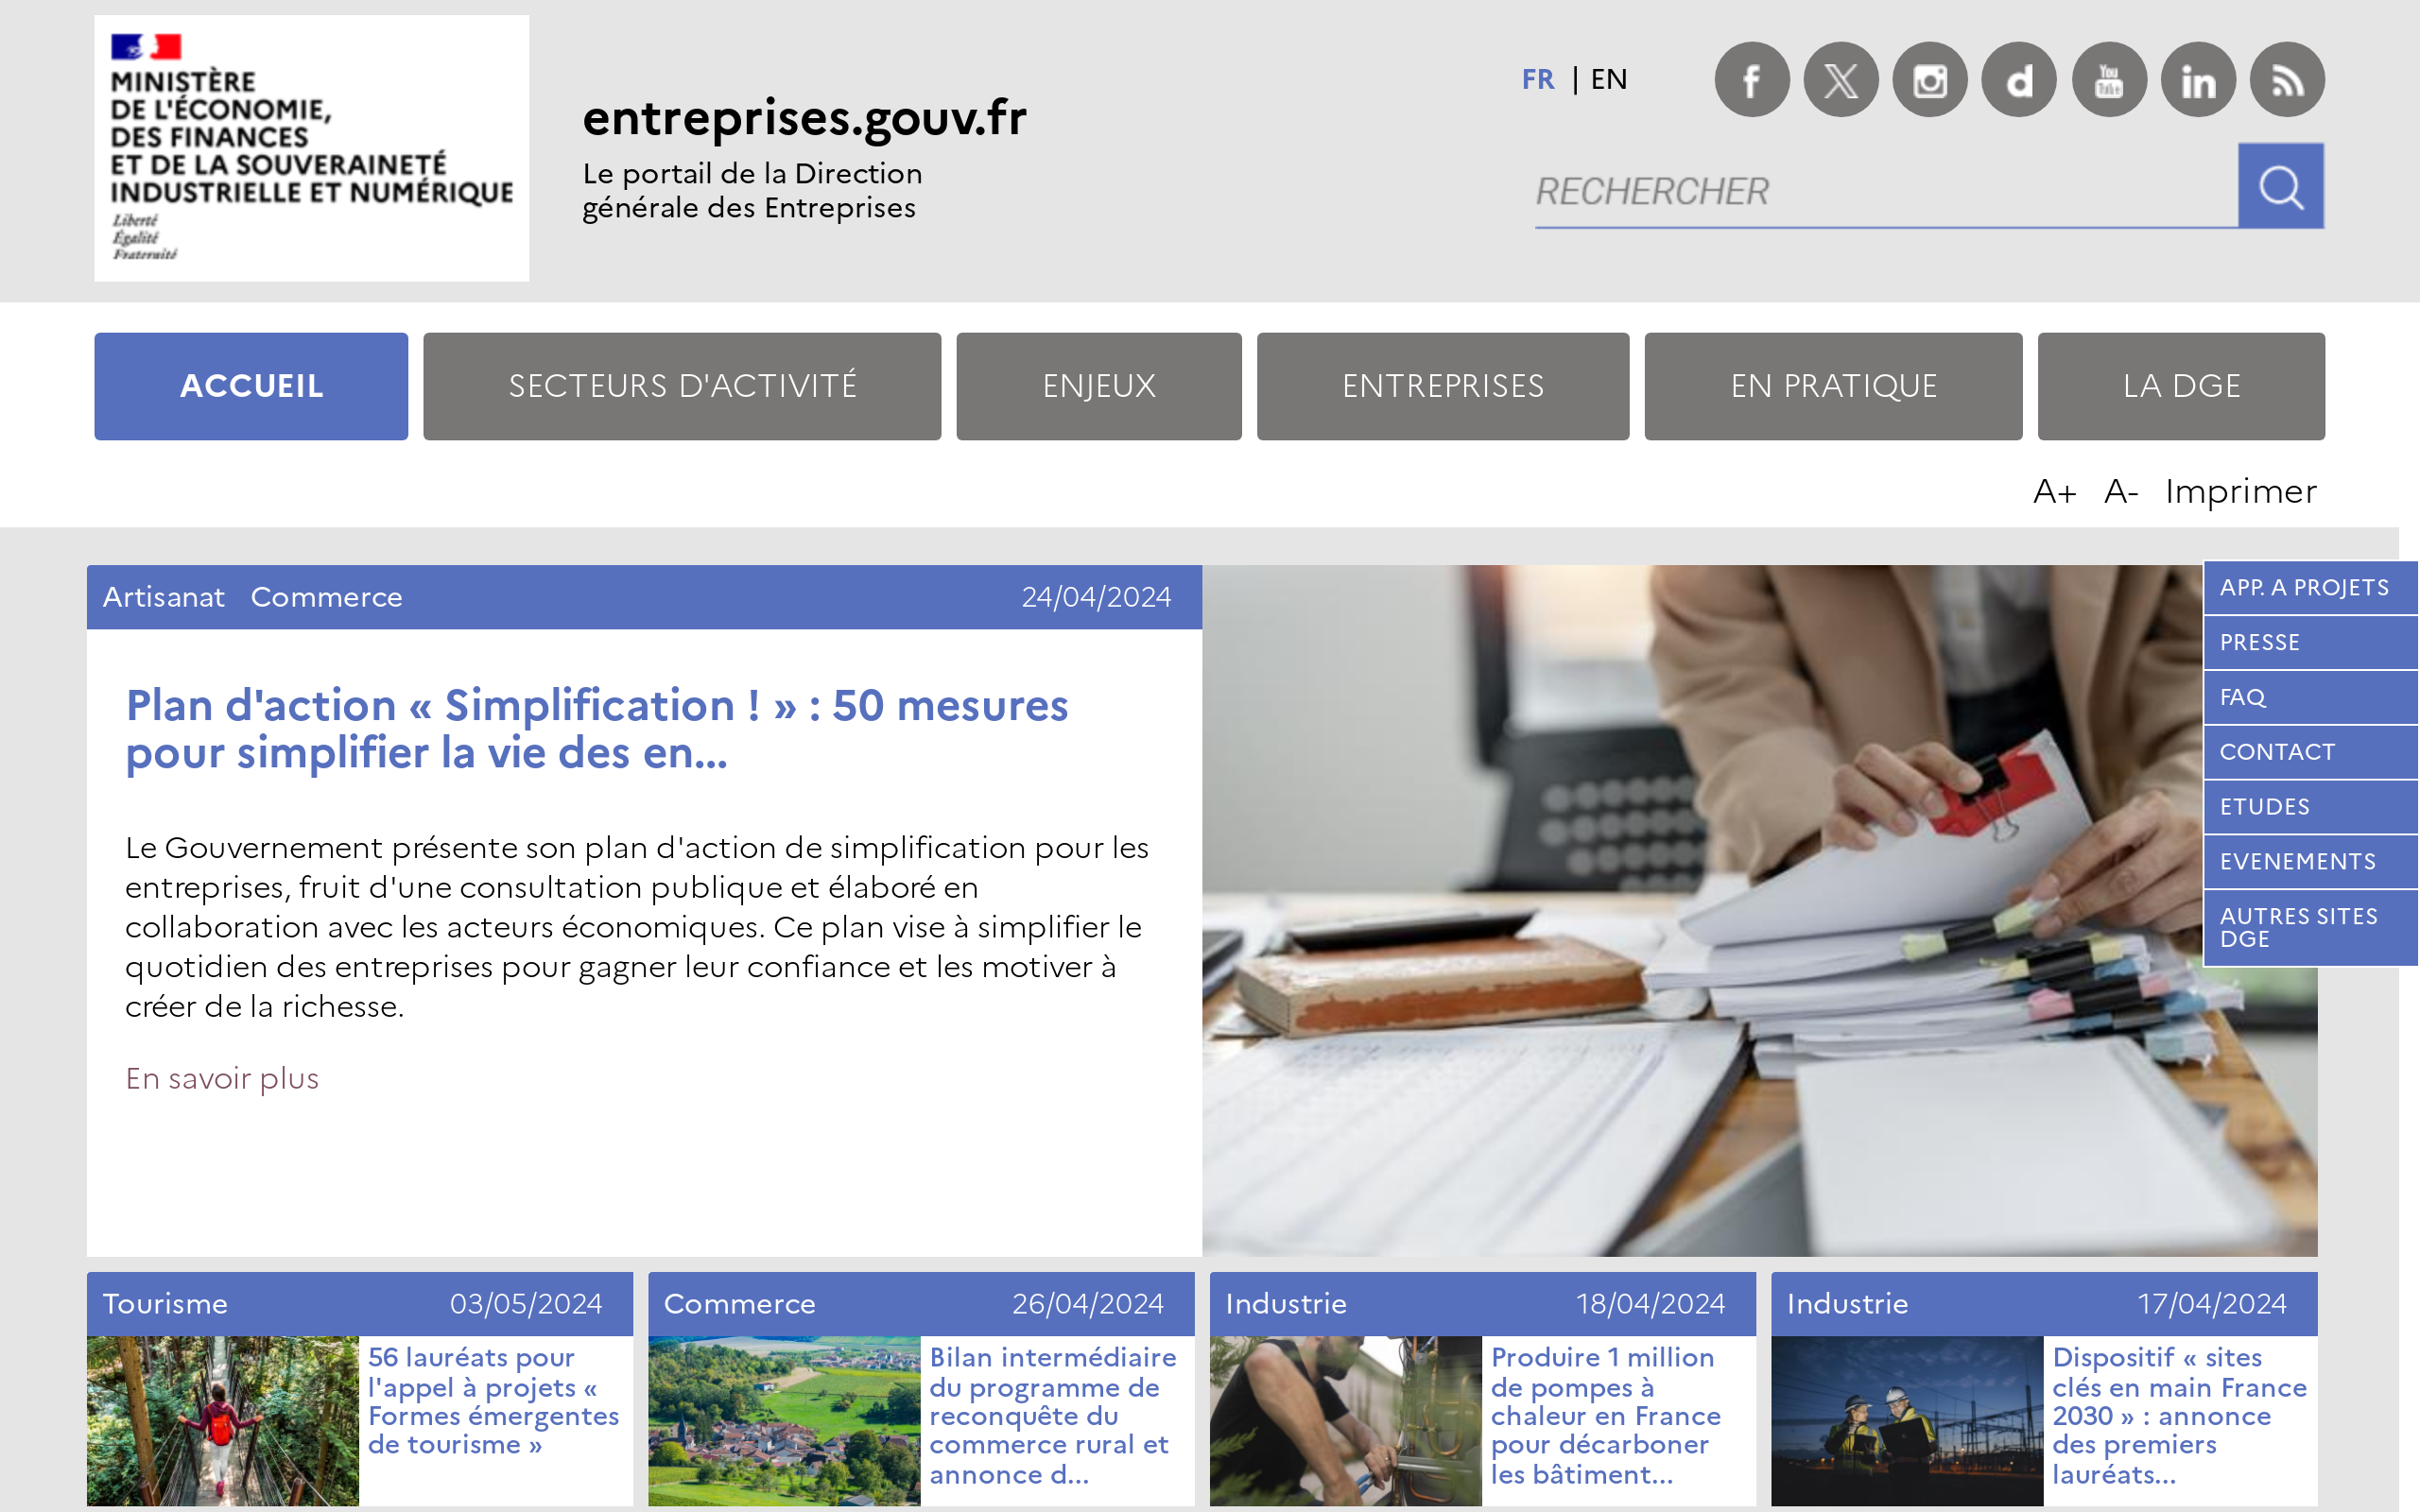 MINISTÈRE
DE L'ÉCONOMIE,
DES FINANCES
ET DE LA SOUVERAINETÉ
INDUSTRIELLE ET NUMÉRIQUE
Liberté
Égalité
Fraternité
entreprises.gouv.fr
Le portail de la Direction
générale des Entreprises
FR | EN
RECHERCHER
ACCUEIL
SECTEURS D'ACTIVITÉ
ENJEUX
ENTREPRISES
EN PRATIQUE
LA DGE
A+ A- Imprimer
Artisanat Commerce 24/04/2024
Plan d'action « Simplification ! » : 50 mesures
pour simplifier la vie des en...
Le Gouvernement présente son plan d'action de simplification pour les
entreprises, fruit d'une consultation publique et élaboré en
collaboration avec les acteurs économiques. Ce plan vise à simplifier le
quotidien des entreprises pour gagner leur confiance et les motiver à
créer de la richesse.
En savoir plus
APP. A PROJETS
PRESSE
FAQ
CONTACT
ETUDES
EVENEMENTS
AUTRES SITES
DGE
Tourisme 03/05/2024
56 lauréats pour
l'appel à projets «
Formes émergentes
de tourisme »
Commerce 26/04/2024
Bilan intermédiaire
du programme de
reconquête du
commerce rural et
annonce d...
Industrie 18/04/2024
Produire 1 million
de pompes à
chaleur en France
pour décarboner
les bâtiment...
Industrie 17/04/2024
Dispositif « sites
clés en main France
2030 » : annonce
des premiers
lauréats...